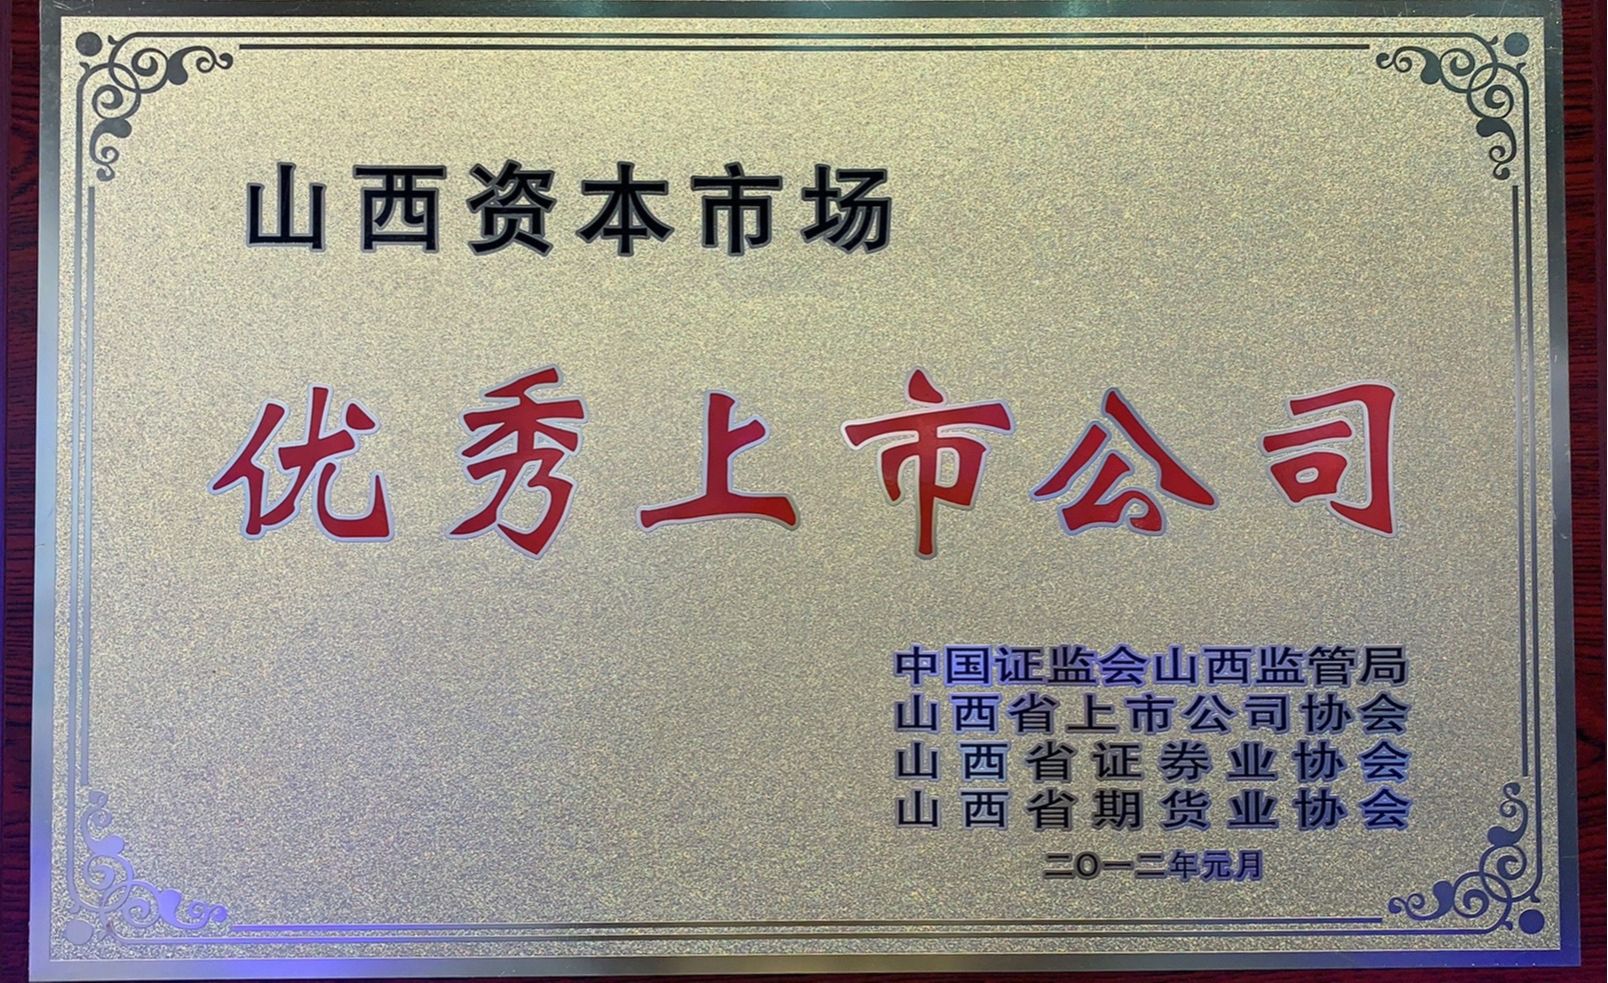 山西资本市场
优秀上市公司
中国证监会山西监管局
山西省上市公司协会
山西省证券业协会
山西省期货业协会
二〇一二年元月